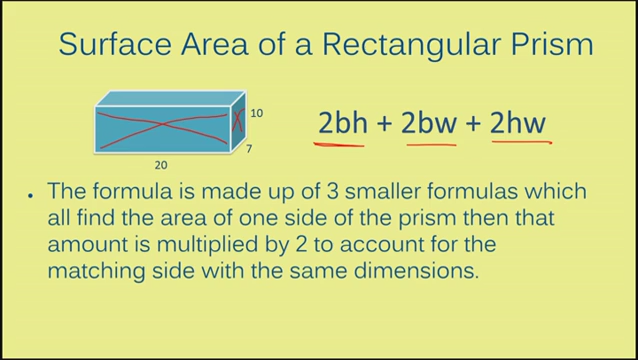 Surface Area of a Rectangular Prism
10
7
20
2bh + 2bw + 2hw
• The formula is made up of 3 smaller formulas which
all find the area of one side of the prism then that
amount is multiplied by 2 to account for the
matching side with the same dimensions.